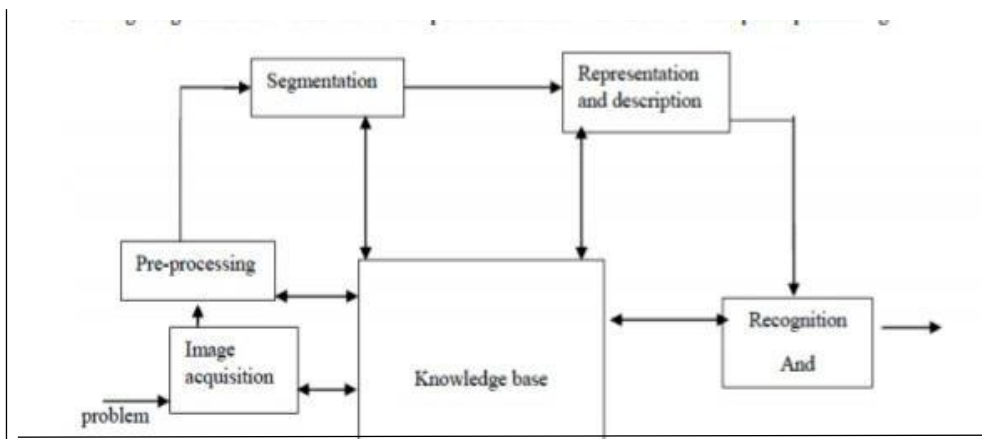 Segmentation
Representation
and description
Pre-processing
Image
acquisition
Knowledge base
Recognition
And
problem